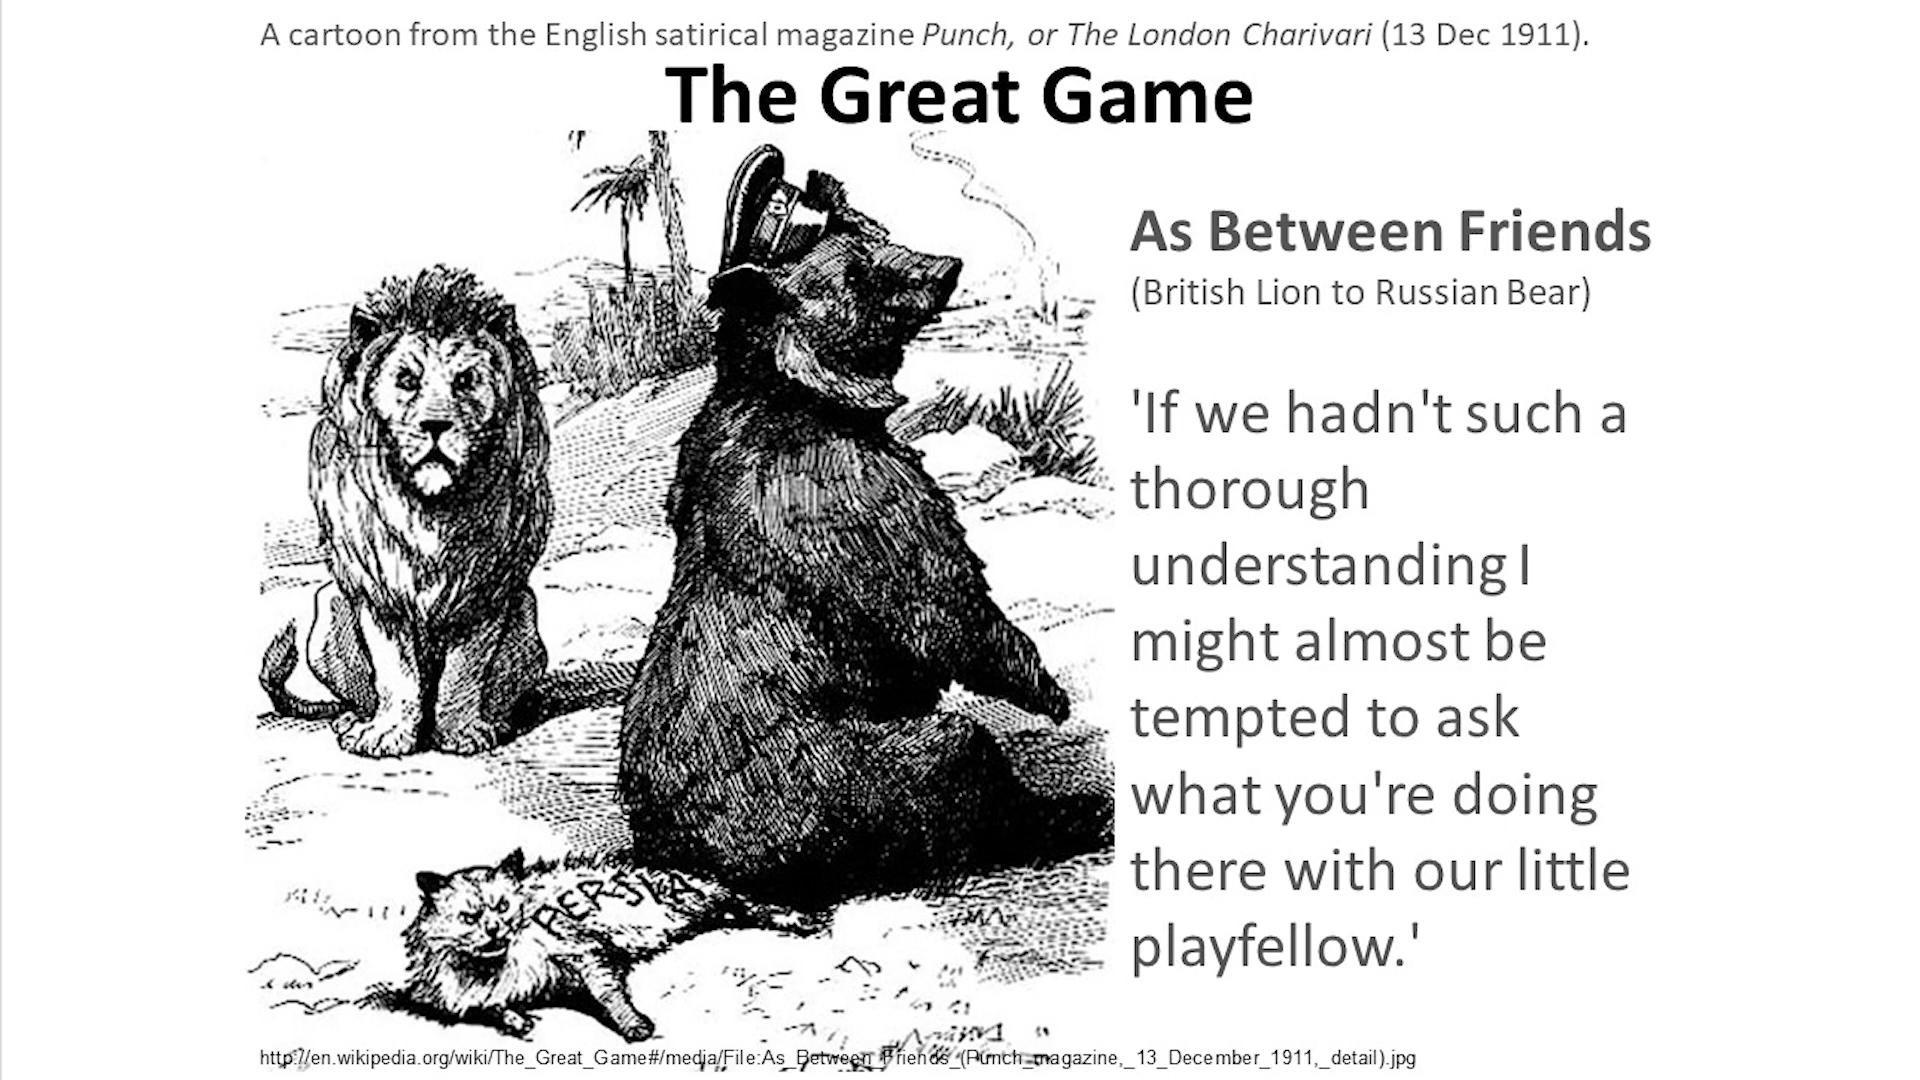 A cartoon from the English satirical magazine Punch, or The London Charivari (13 Dec 1911).
The Great Game
As Between Friends
(British Lion to Russian Bear)
'If we hadn't such a
thorough
understanding I
might almost be
tempted to ask
what you're doing
there with our little
playfellow.'
PERSIA
http://en.wikipedia.org/wiki/The_Great_Game#/media/File:As_Between_Friends_(Punch_magazine,_13_December_1911,_detail).jpg